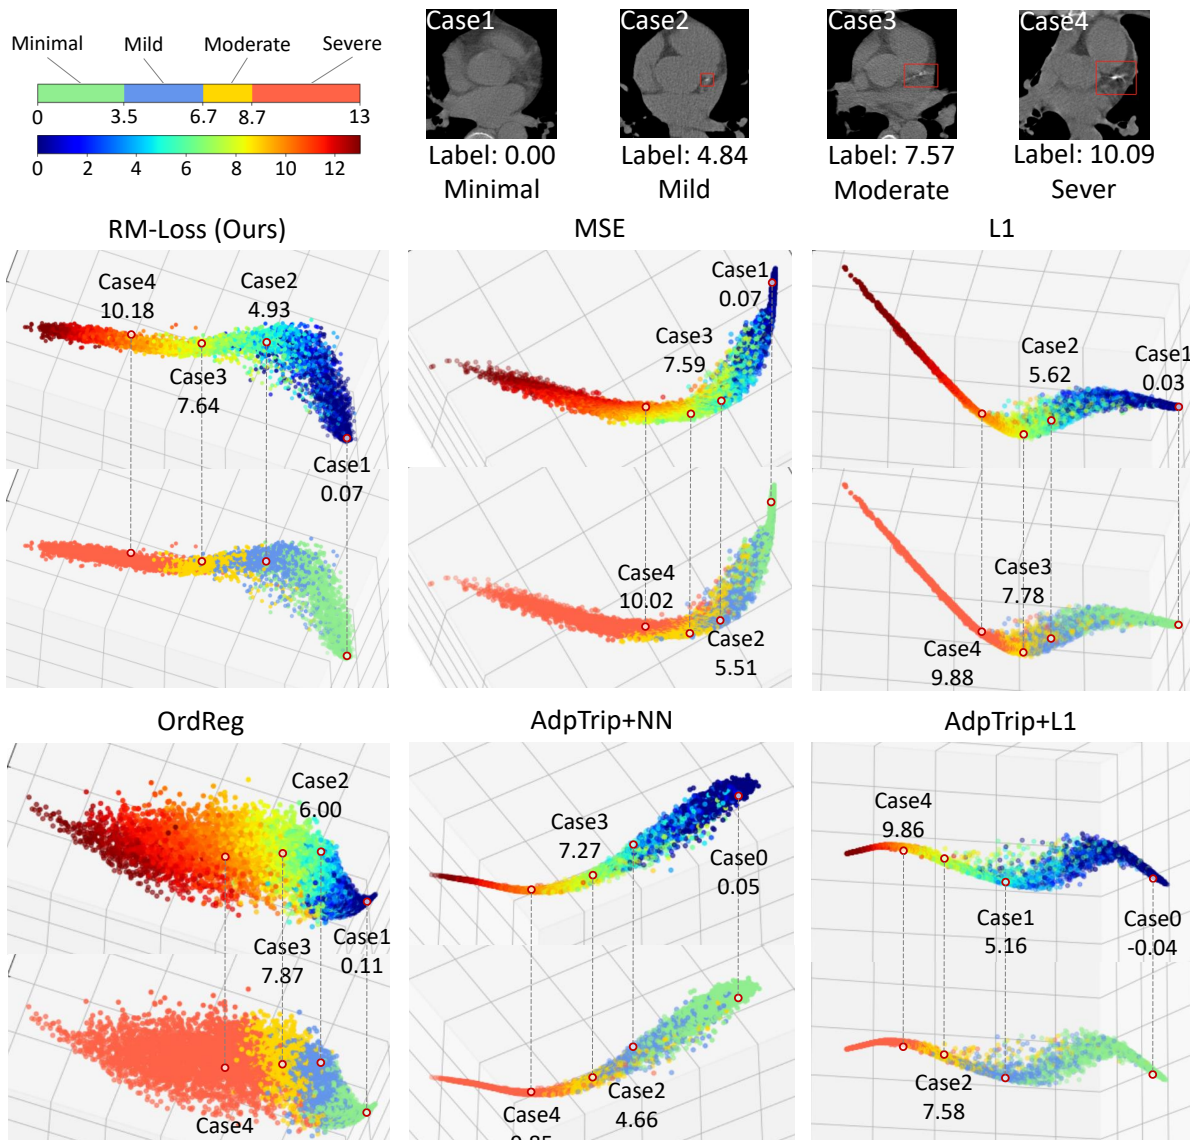 Minimal Mild Moderate Severe
0 3.5 6.7 8.7 13
0 2 4 6 8 10 12
Case1
Label: 0.00
Minimal
Case2
Label: 4.84
Mild
Case3
Label: 7.57
Moderate
Case4
Label: 10.09
Sever
RM-Loss (Ours)
Case4
10.18
Case2
4.93
Case3
7.64
Case1
0.07
MSE
Case1
0.07
Case3
7.59
Case4
10.02
Case2
5.51
L1
Case2
5.62
Case1
0.03
Case3
7.78
Case4
9.88
OrdReg
Case2
6.00
Case3
7.87
Case1
0.11
Case4
AdpTrip+NN
Case3
7.27
Case0
0.05
Case2
4.66
Case4
AdpTrip+L1
Case4
9.86
Case1
5.16
Case0
-0.04
Case2
7.58